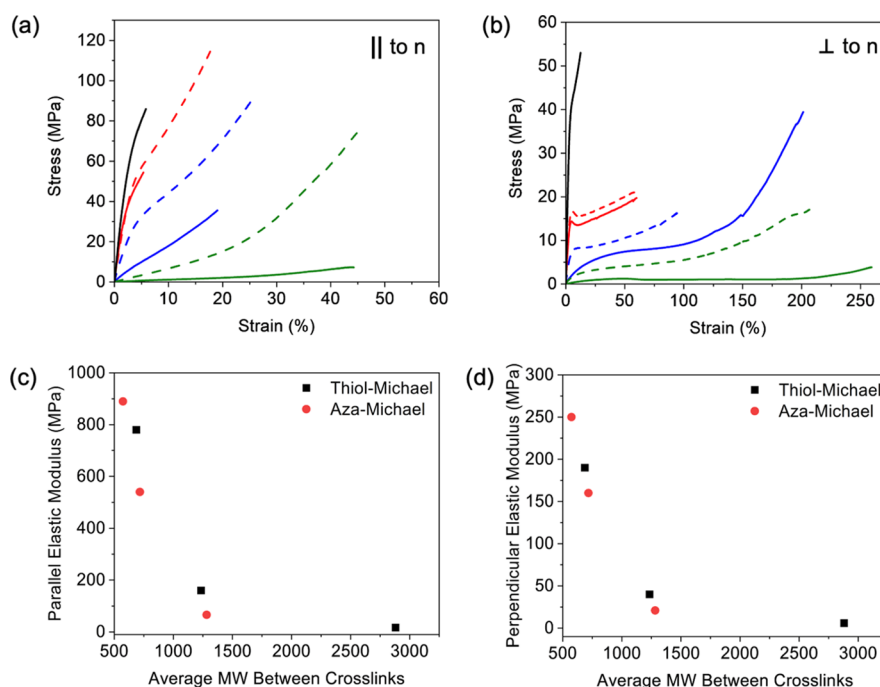 (a)
|| to n
120
100
80
60
40
20
0
Stress (MPa)
0 10 20 30 40 50 60
Strain (%)
(b)
⊥ to n
60
50
40
30
20
10
0
Stress (MPa)
0 50 100 150 200 250
Strain (%)
(c)
Thiol-Michael
Aza-Michael
1000
800
600
400
200
0
Parallel Elastic Modulus (MPa)
500 1000 1500 2000 2500 3000
Average MW Between Crosslinks
(d)
Thiol-Michael
Aza-Michael
300
250
200
150
100
50
0
Perpendicular Elastic Modulus (MPa)
500 1000 1500 2000 2500 3000
Average MW Between Crosslinks